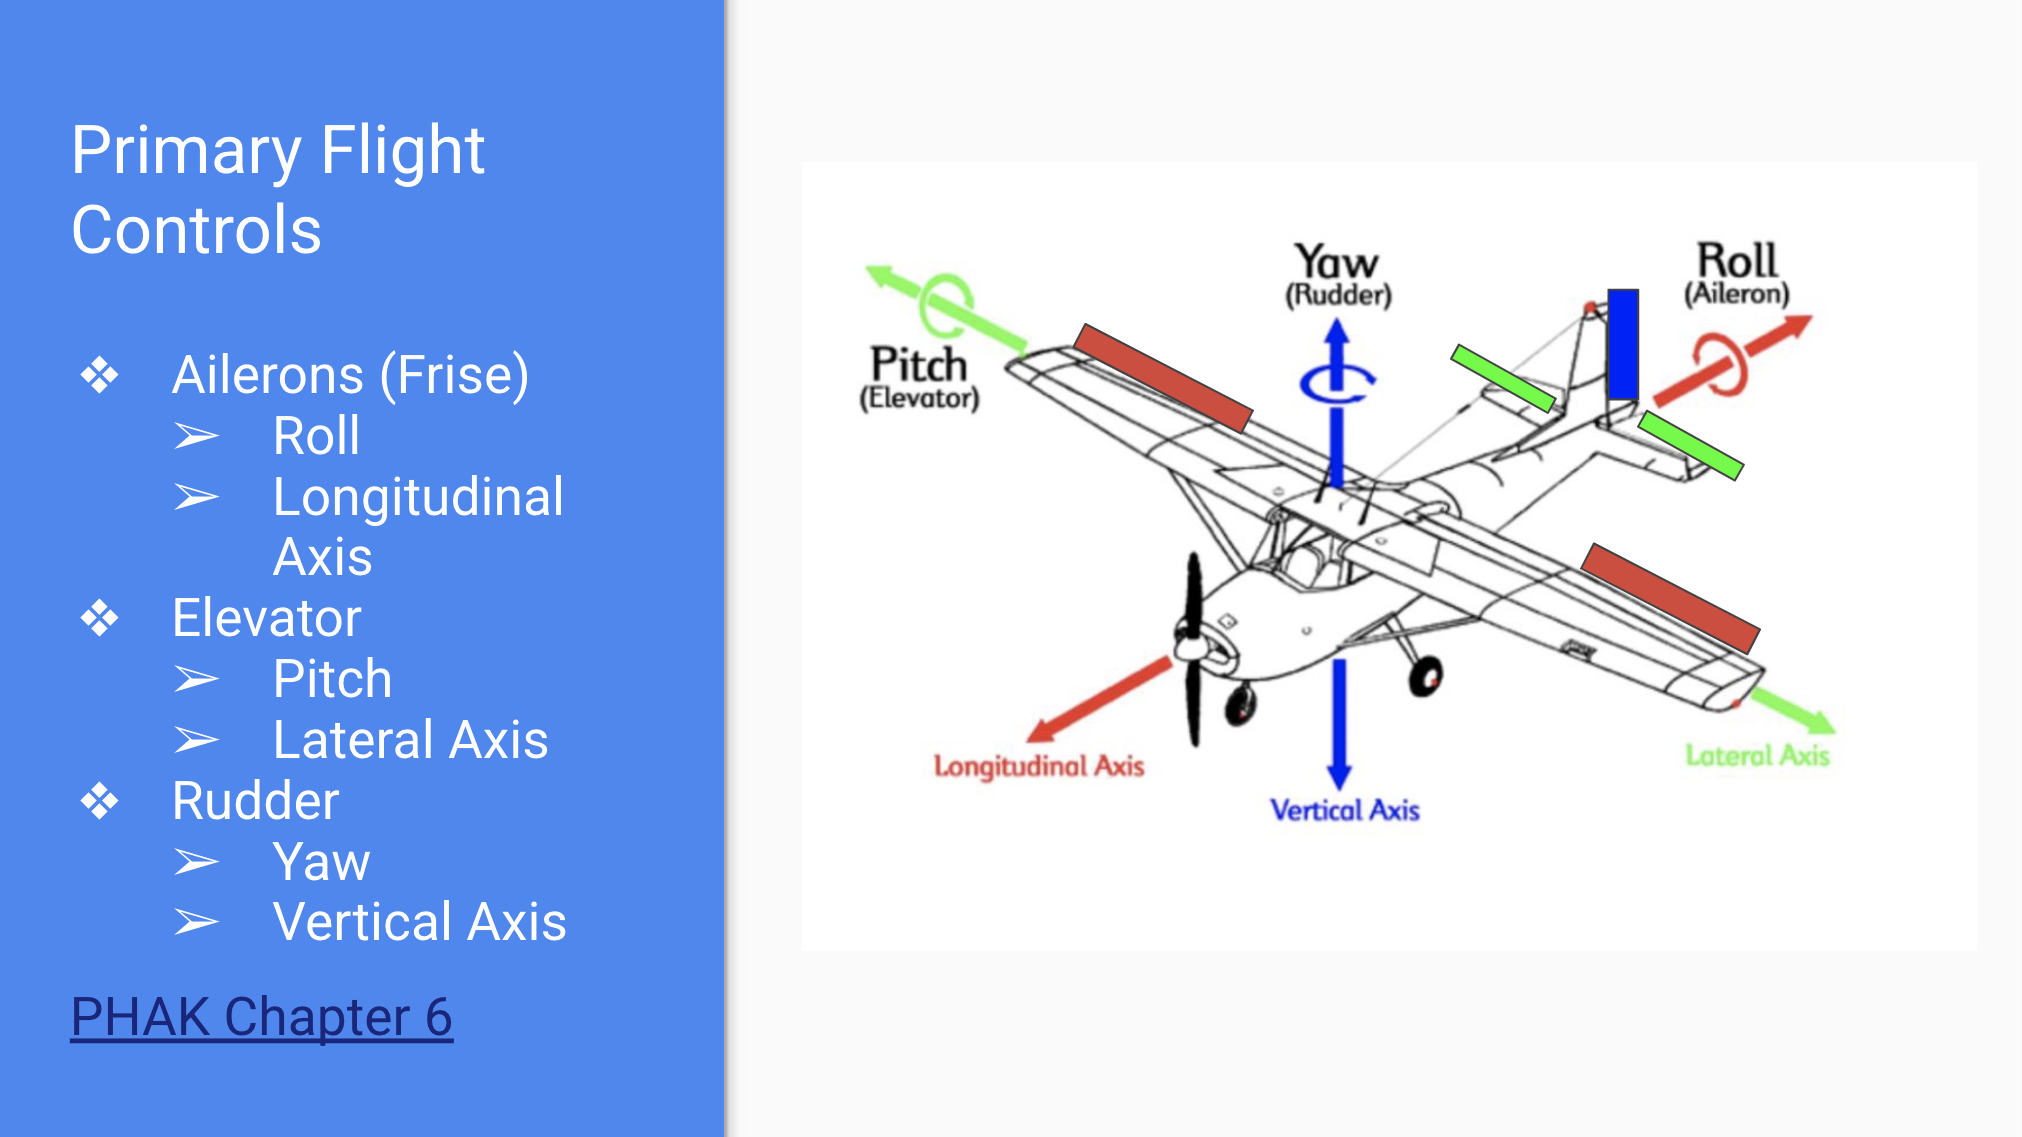 Primary Flight
Controls
❖ Ailerons (Frise)
➢ Roll
➢ Longitudinal
Axis
❖ Elevator
➢ Pitch
➢ Lateral Axis
❖ Rudder
➢ Yaw
➢ Vertical Axis
PHAK Chapter 6
Yaw
(Rudder)
Roll
(Aileron)
Pitch
(Elevator)
Longitudinal Axis
Lateral Axis
Vertical Axis